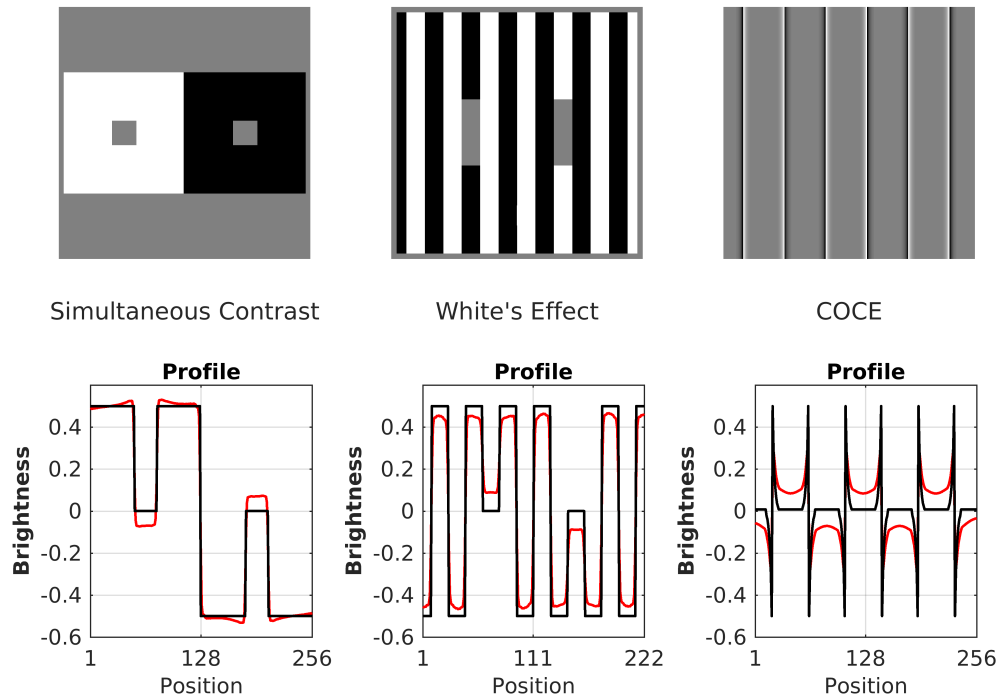 Simultaneous Contrast
White's Effect
COCE
Profile
Brightness
0.4
0.2
0
-0.2
-0.4
-0.6
1
128
256
Position
Profile
Brightness
0.4
0.2
0
-0.2
-0.4
-0.6
1
111
222
Position
Profile
Brightness
0.4
0.2
0
-0.2
-0.4
-0.6
1
128
256
Position